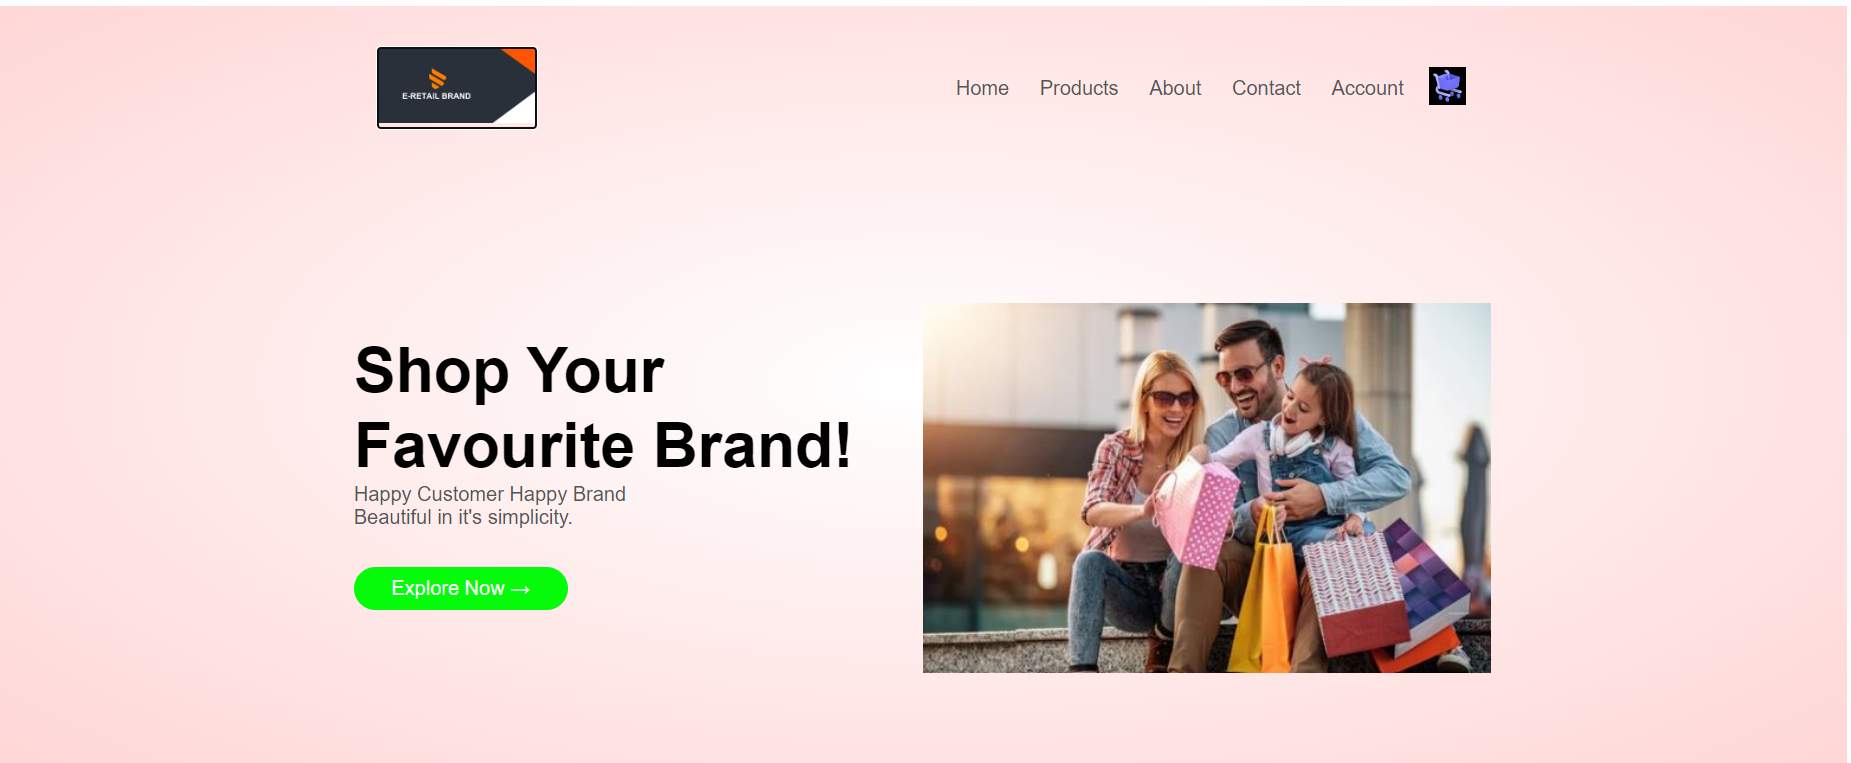 E-RETAIL BRAND
Home Products About Contact Account
Shop Your
Favourite Brand!
Happy Customer Happy Brand
Beautiful in it's simplicity.
Explore Now →